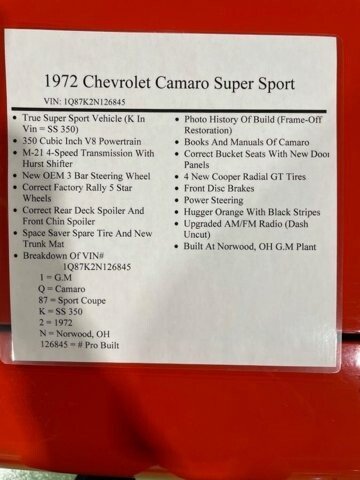 1972 Chevrolet Camaro Super Sport
VIN: 1Q87K2N126845
• True Super Sport Vehicle (K In
Vin = SS 350)
• 350 Cubic Inch V8 Powertrain
• M-21 4-Speed Transmission With
Hurst Shifter
• New OEM 3 Bar Steering Wheel
• Correct Factory Rally 5 Star
Wheels
• Correct Rear Deck Spoiler And
Front Chin Spoiler
• Space Saver Spare Tire And New
Trunk Mat
• Breakdown Of VIN#
1Q87K2N126845
1 = G.M
Q = Camaro
87 = Sport Coupe
K = SS 350
2 = 1972
N = Norwood, OH
126845 = # Pro Built
• Photo History Of Build (Frame-Off
Restoration)
• Books And Manuals Of Camaro
• Correct Bucket Seats With New Door
Panels
• 4 New Cooper Radial GT Tires
• Front Disc Brakes
• Power Steering
• Hugger Orange With Black Stripes
• Upgraded AM/FM Radio (Dash
Uncut)
• Built At Norwood, OH G.M Plant